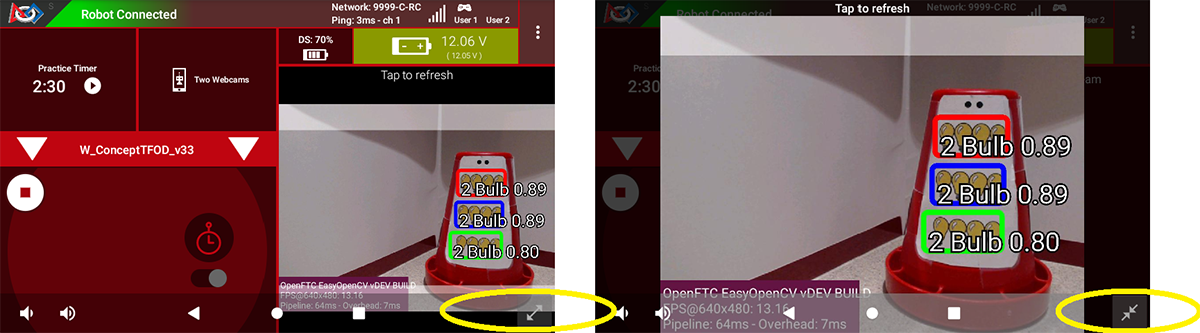 Robot Connected
Network: 9999-C-RC
Ping: 3ms - ch 1
User 1 User 2
DS: 70%
12.06 V
( 12.05 V)
Practice Timer
2:30
Two Webcams
Tap to refresh
W_ConceptTFOD_v33
2 Bulb 0.89
2 Bulb 0.89
2 Bulb 0.80
OpenFTC EasyOpenCV vDEV BUILD
FPS@640x480: 13.16
Pipeline: 64ms - Overhead: 7ms
Robot Connected
Network: 9999-C-RC
Tap to refresh
Practice
2:30
am
2 Bulb 0.89
2 Bulb 0.89
2 Bulb 0.80
OpenFTC EasyOpenCV vDEV BUILD
FPS@640x480: 13.16
Pipeline: 64ms - Overhead: 7ms